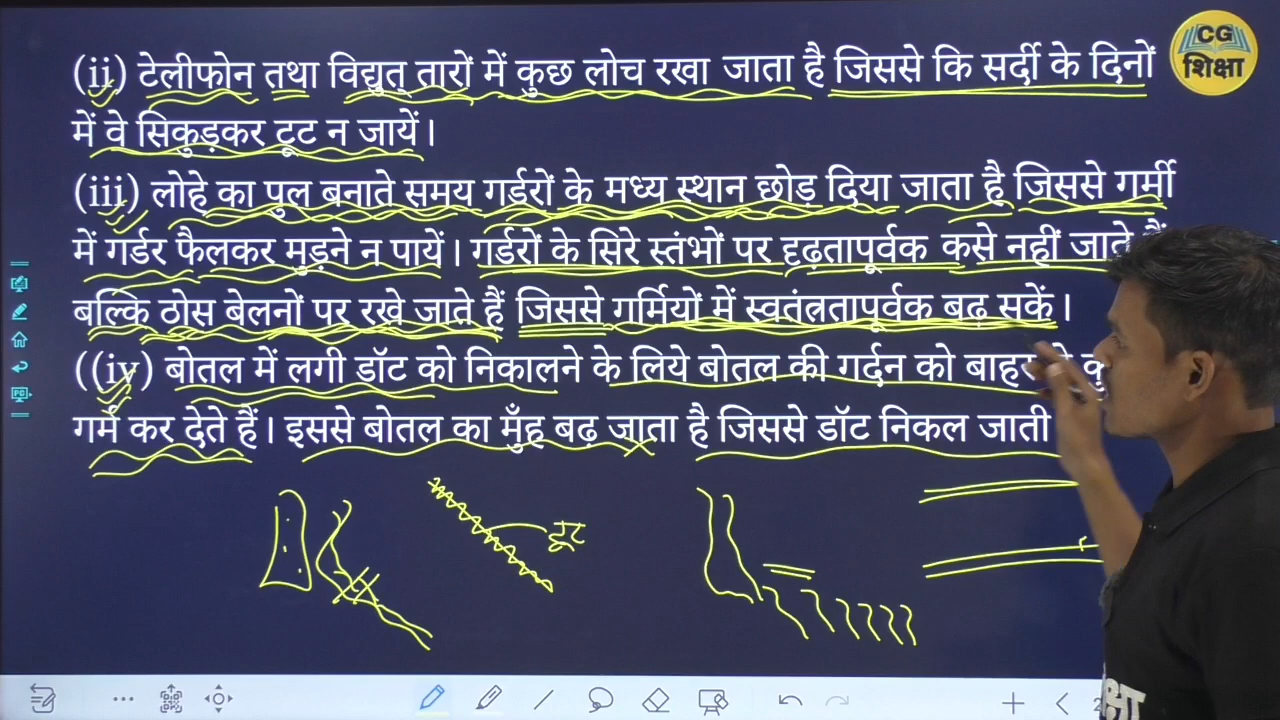 (ii) टेलीफोन तथा विद्युत् तारों में कुछ लोच रखा जाता है जिससे कि सर्दी के दिनों
में वे सिकुड़कर टूट न जायें।
(iii) लोहे का पुल बनाते समय गर्डरों के मध्य स्थान छोड़ दिया जाता है जिससे गर्मी
में गर्डर फैलकर मुड़ने न पायें। गर्डरों के सिरे स्तंभों पर दृढ़तापूर्वक कसे नहीं जाते
बल्कि ठोस बेलनों पर रखे जाते हैं जिससे गर्मियों में स्वतंत्रतापूर्वक बढ़ सकें।
((iv) बोतल में लगी डॉट को निकालने के लिये बोतल की गर्दन को बाहर
गर्म कर देते हैं। इससे बोतल का मुँह बढ़ जाता है जिससे डॉट निकल जाती
CG
शिक्षा